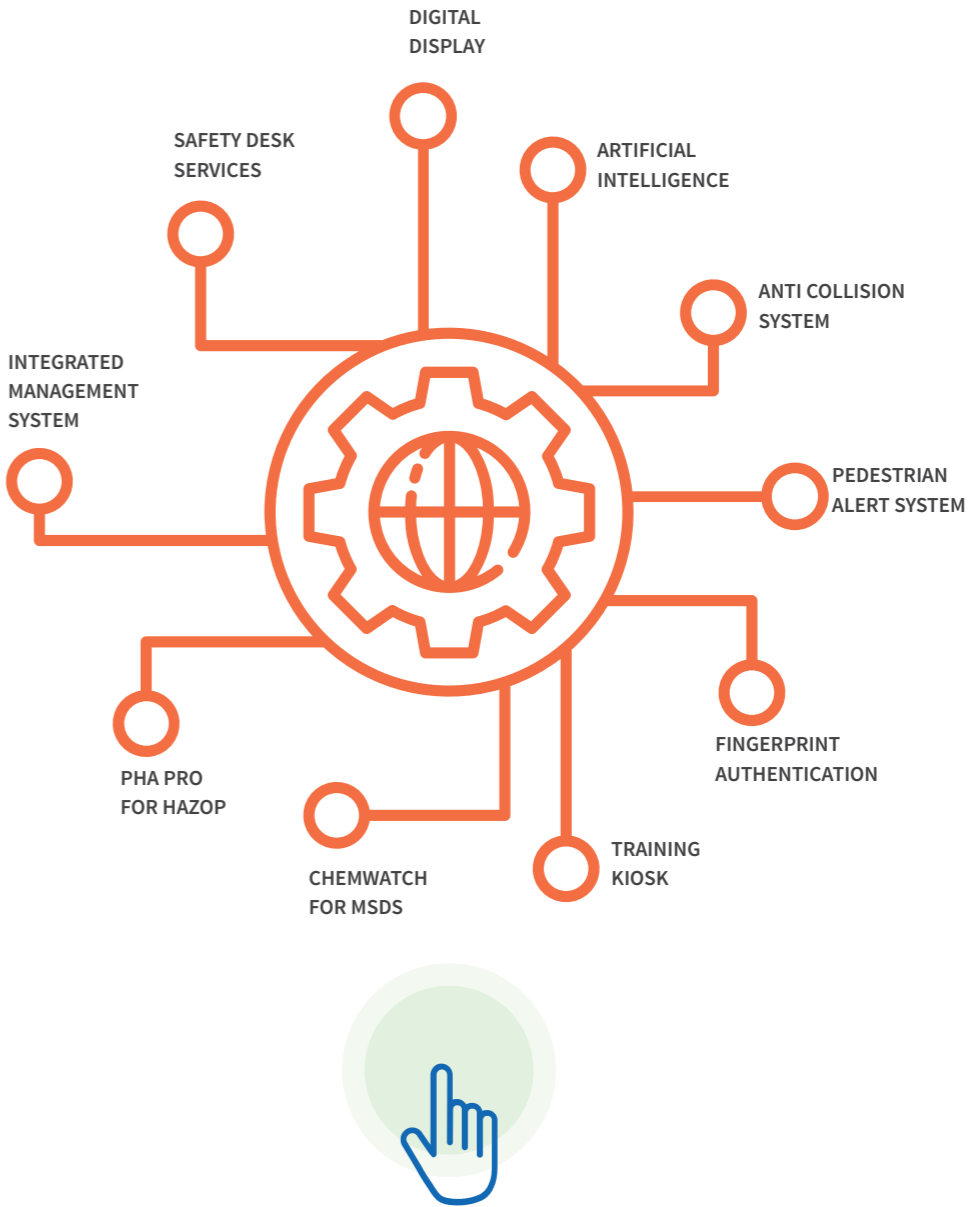 DIGITAL
DISPLAY
SAFETY DESK
SERVICES
ARTIFICIAL
INTELLIGENCE
ANTI COLLISION
SYSTEM
INTEGRATED
MANAGEMENT
SYSTEM
PEDESTRIAN
ALERT SYSTEM
FINGERPRINT
AUTHENTICATION
PHA PRO
FOR HAZOP
TRAINING
KIOSK
CHEMWATCH
FOR MSDS